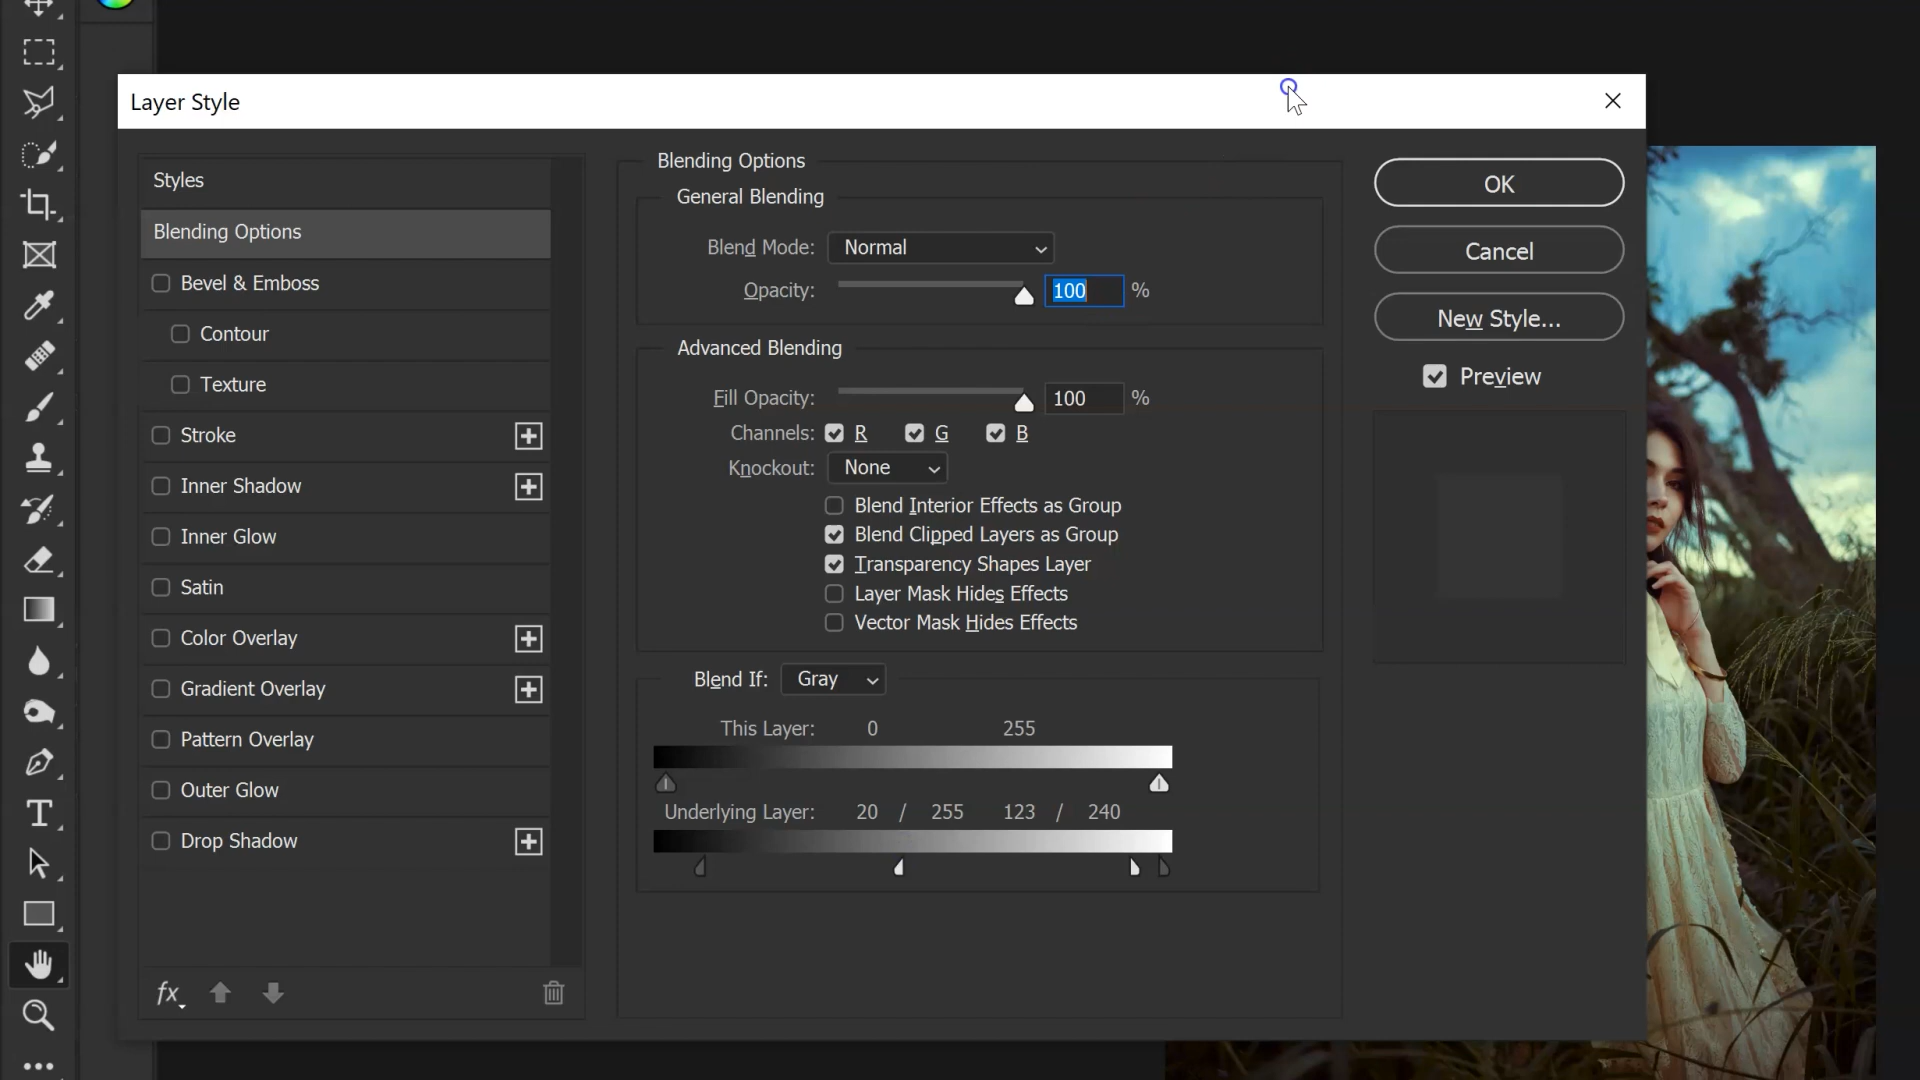 Layer Style
Styles
Blending Options
Bevel & Emboss
Contour
Texture
Stroke
Inner Shadow
Inner Glow
Satin
Color Overlay
Gradient Overlay
Pattern Overlay
Outer Glow
Drop Shadow
fx
Blending Options
General Blending
Blend Mode: Normal
Opacity: 100 %
Advanced Blending
Fill Opacity: 100 %
Channels: R G B
Knockout: None
Blend Interior Effects as Group
Blend Clipped Layers as Group
Transparency Shapes Layer
Layer Mask Hides Effects
Vector Mask Hides Effects
Blend If: Gray
This Layer: 0 255
Underlying Layer: 20 / 255 123 / 240
OK
Cancel
New Style...
Preview
T